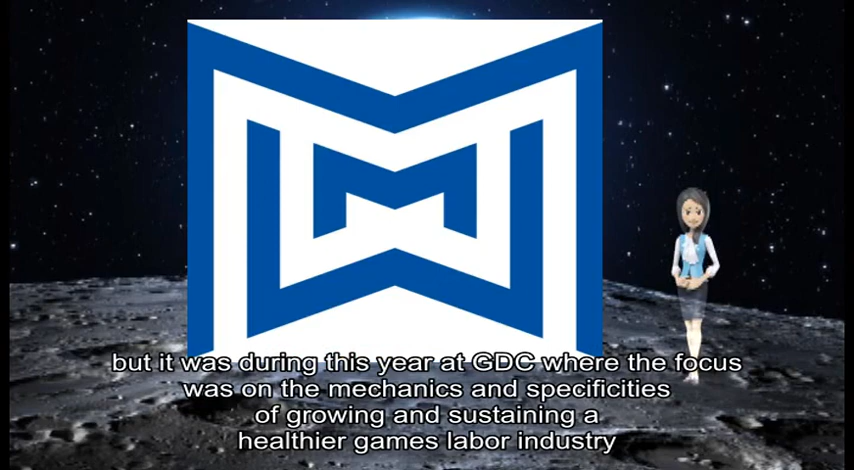 but it was during this year at GDC where the focus
was on the mechanics and specificities
of growing and sustaining a
healthier games labor industry